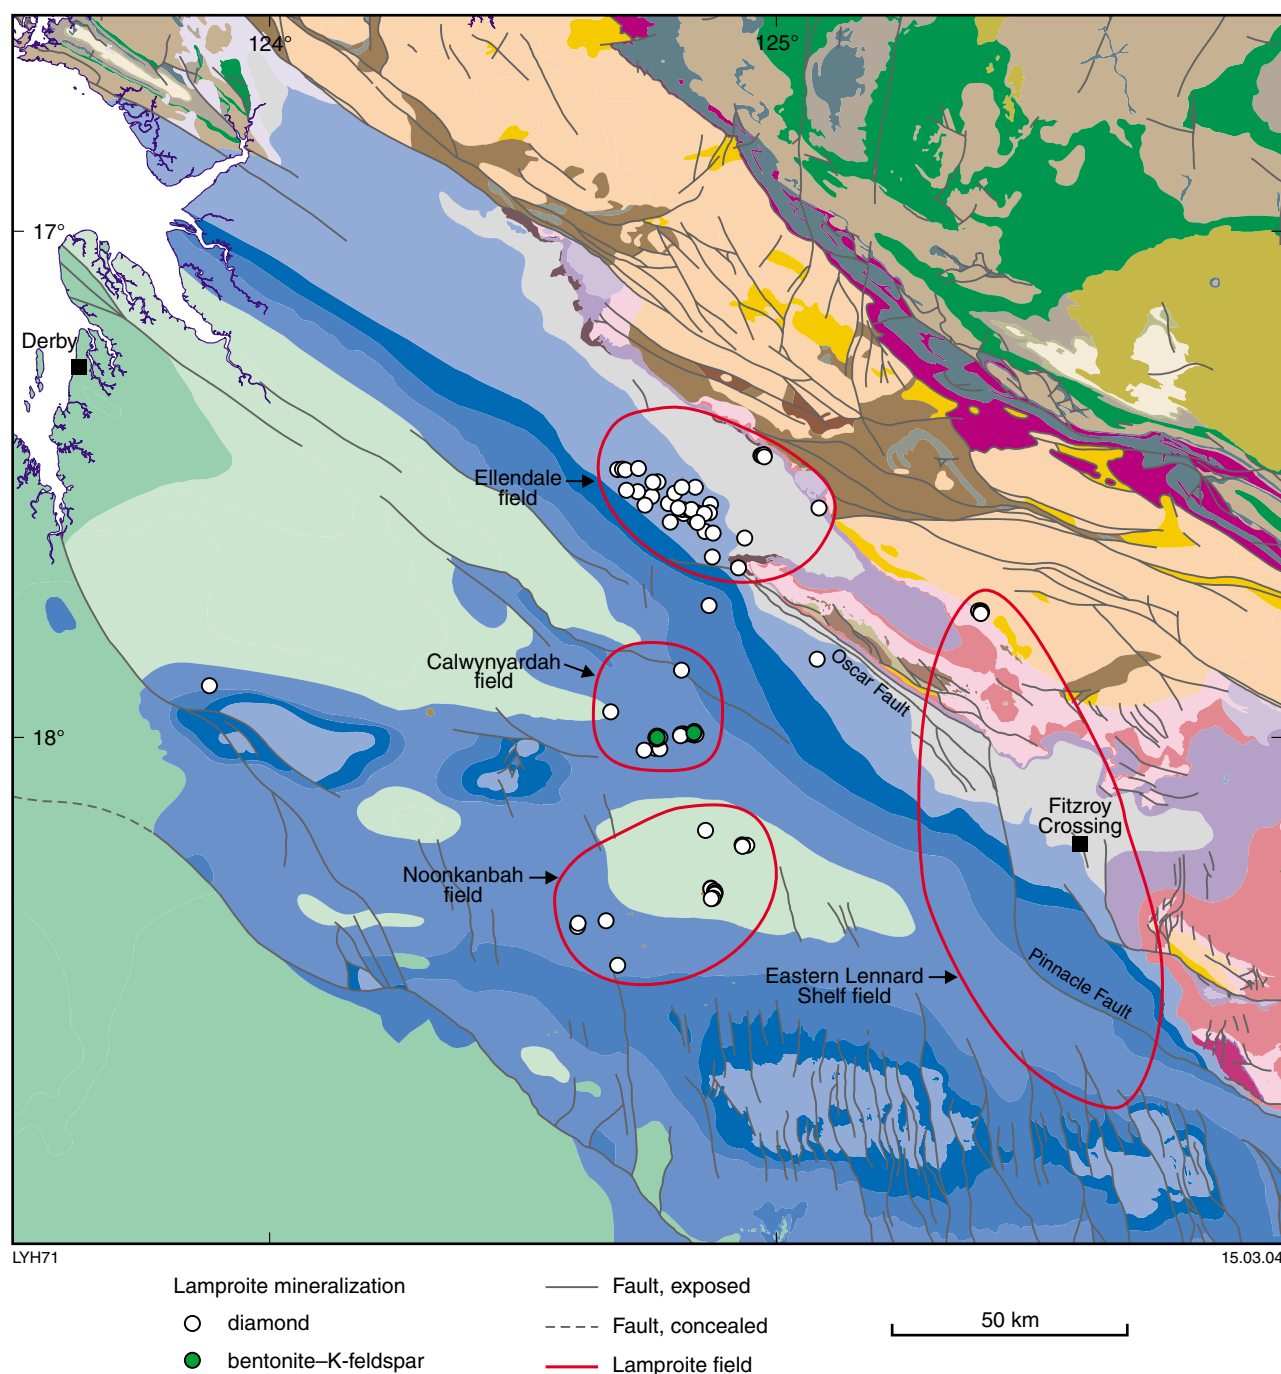 124°
125°
17°
Derby
Ellendale
field
Calwynyardah
field
Oscar Fault
18°
Fitzroy
Crossing
Noonkanbah
field
Eastern Lennard
Shelf field
Pinnacle Fault
LYH71
15.03.04
Lamproite mineralization
diamond
bentonite–K-feldspar
Fault, exposed
Fault, concealed
Lamproite field
50 km